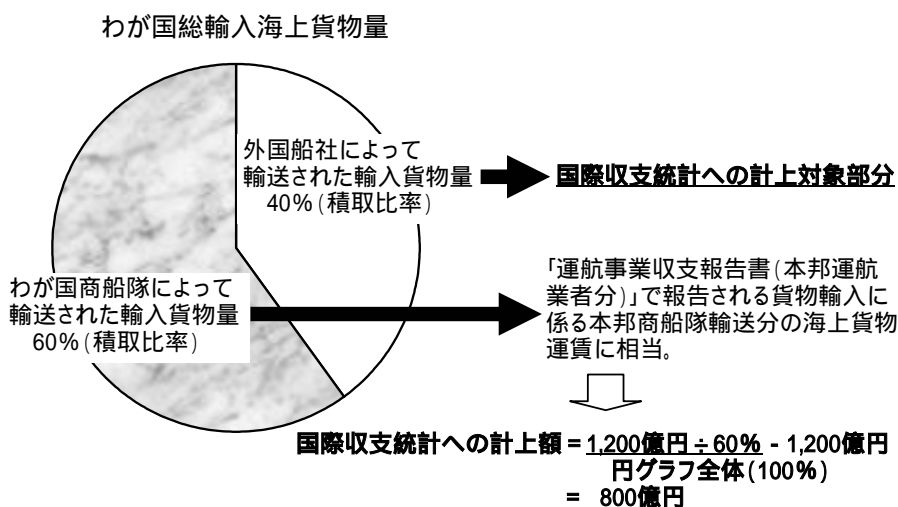 わが国総輸入海上貨物量
外国船社によって
輸送された輸入貨物量
40%(積取比率)
国際収支統計への計上対象部分
わが国商船隊によって
輸送された輸入貨物量
60%(積取比率)
「運航事業収支報告書(本邦運航
業者分)」で報告される貨物輸入に
係る本邦商船隊輸送分の海上貨物
運賃に相当。
国際収支統計への計上額=1,200億円÷60% - 1,200億円
円グラフ全体(100%)
= 800億円